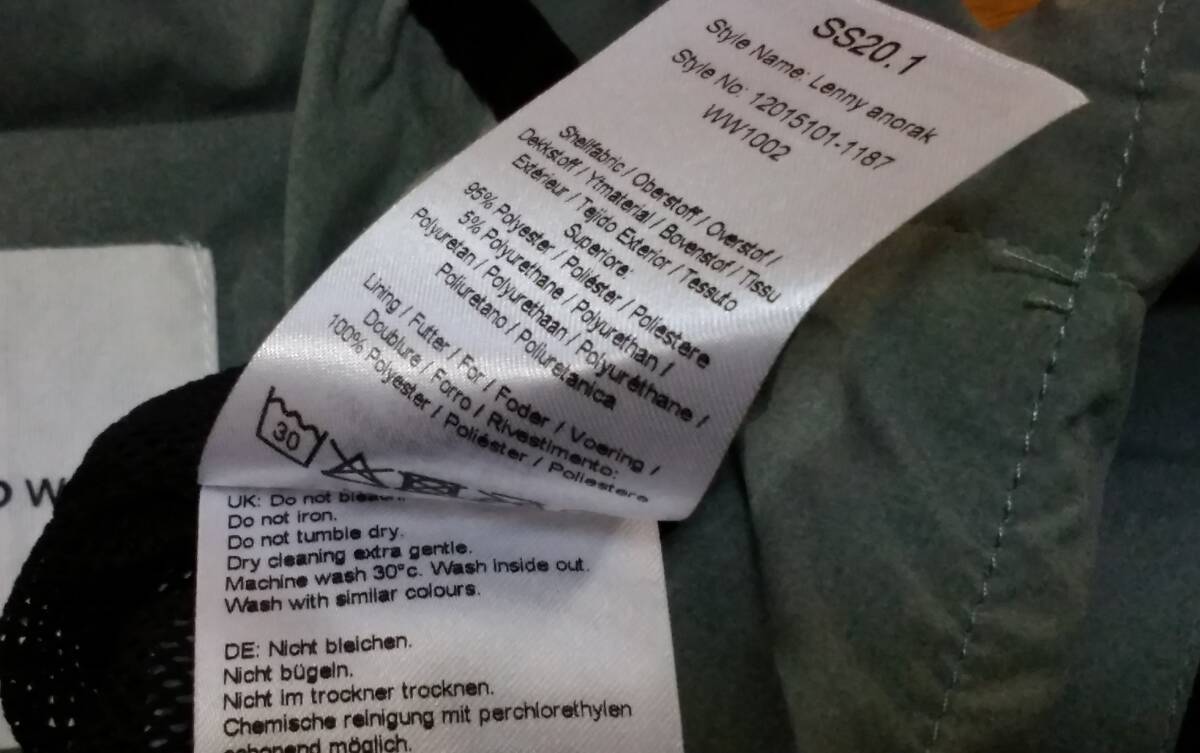 SS20.1
Style Name: Lenny anorak
Style No: 12015101-1187
WW1002
Shellfabric / Oberstoff / Overstof /
Dekkstoff / Ytmaterial / Bovenstof / Tissu
Extérieur / Tejido Exterior / Tessuto
Superiore:
95% Polyester / Poliéster / Poliestere
5% Polyurethane / Polyurethan /
Polyuretan / Polyurethaan / Polyuréthane /
Poliuretano / Poliuretanica
Lining / Futter / For / Foder / Voering /
Doublure / Forro / Rivestimento:
100% Polyester / Poliéster / Poliestere
30
UK: Do not bleach.
Do not iron.
Do not tumble dry.
Dry cleaning extra gentle.
Machine wash 30°c. Wash inside out.
Wash with similar colours.
DE: Nicht bleichen.
Nicht bügeln.
Nicht im trockner trocknen.
Chemische reinigung mit perchlorethylen
schonend möglich.